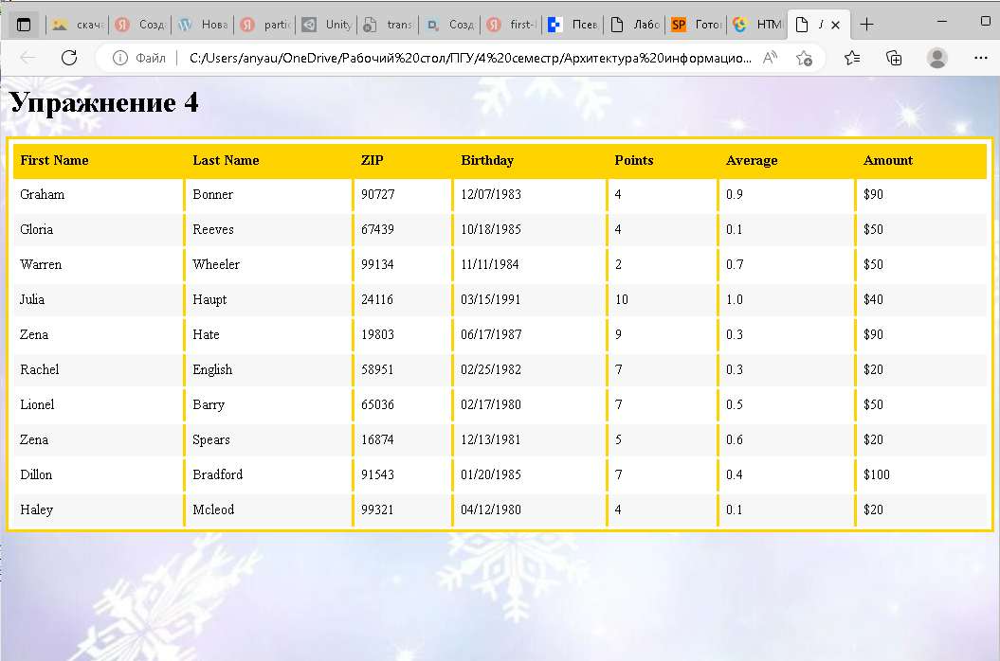 скача Созда Нова partic Unity transl Созд first-l Псев Лабо SP Гото HTML
Файл C:/Users/anyau/OneDrive/Рабочий%20стол/ПГУ/4%20семестр/Архитектура%20информацио...
Упражнение 4
First Name Last Name ZIP Birthday Points Average Amount
Graham Bonner 90727 12/07/1983 4 0.9 $90
Gloria Reeves 67439 10/18/1985 4 0.1 $50
Warren Wheeler 99134 11/11/1984 2 0.7 $50
Julia Haupt 24116 03/15/1991 10 1.0 $40
Zena Hate 19803 06/17/1987 9 0.3 $90
Rachel English 58951 02/25/1982 7 0.3 $20
Lionel Barry 65036 02/17/1980 7 0.5 $50
Zena Spears 16874 12/13/1981 5 0.6 $20
Dillon Bradford 91543 01/20/1985 7 0.4 $100
Haley Mcleod 99321 04/12/1980 4 0.1 $20